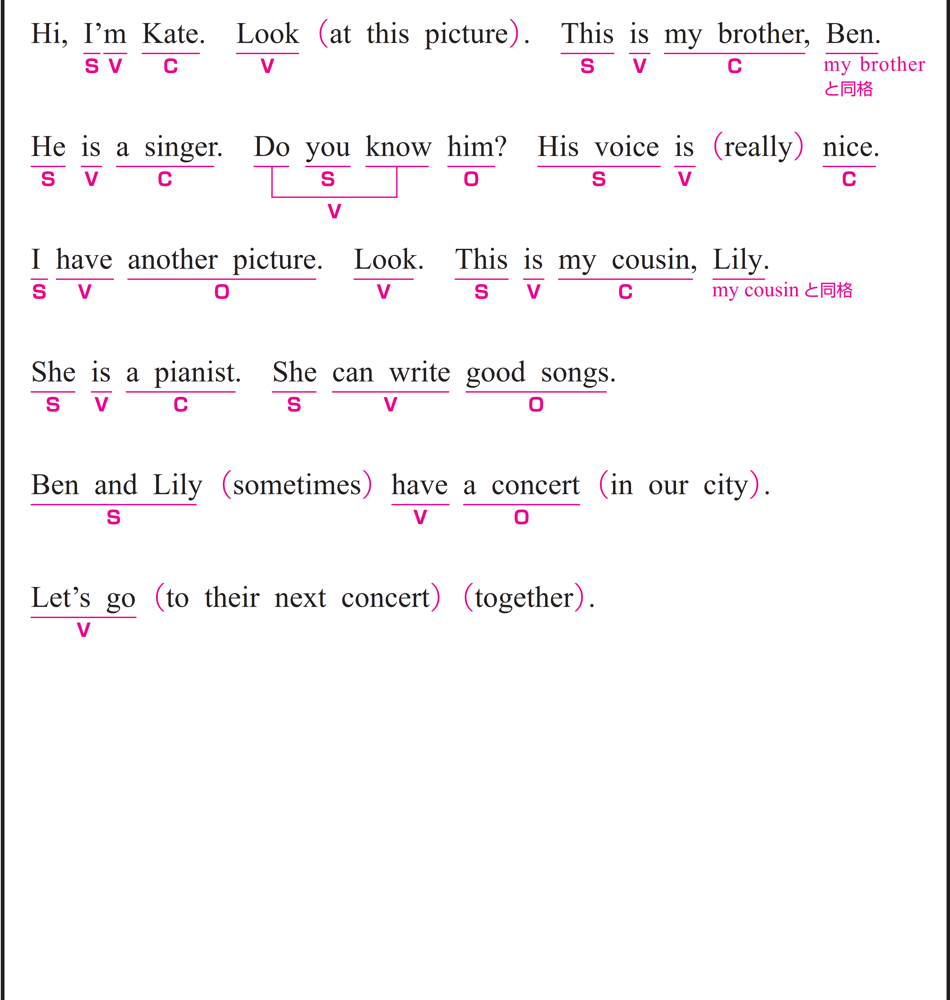 Hi, I’m Kate. Look (at this picture). This is my brother, Ben.
S V C V S V C my brother
と同格
He is a singer. Do you know him? His voice is (really) nice.
S V C S O S V C
V
I have another picture. Look. This is my cousin, Lily.
S V O V S V C my cousin と同格
She is a pianist. She can write good songs.
S V C S V O
Ben and Lily (sometimes) have a concert (in our city).
S V O
Let’s go (to their next concert) (together).
V